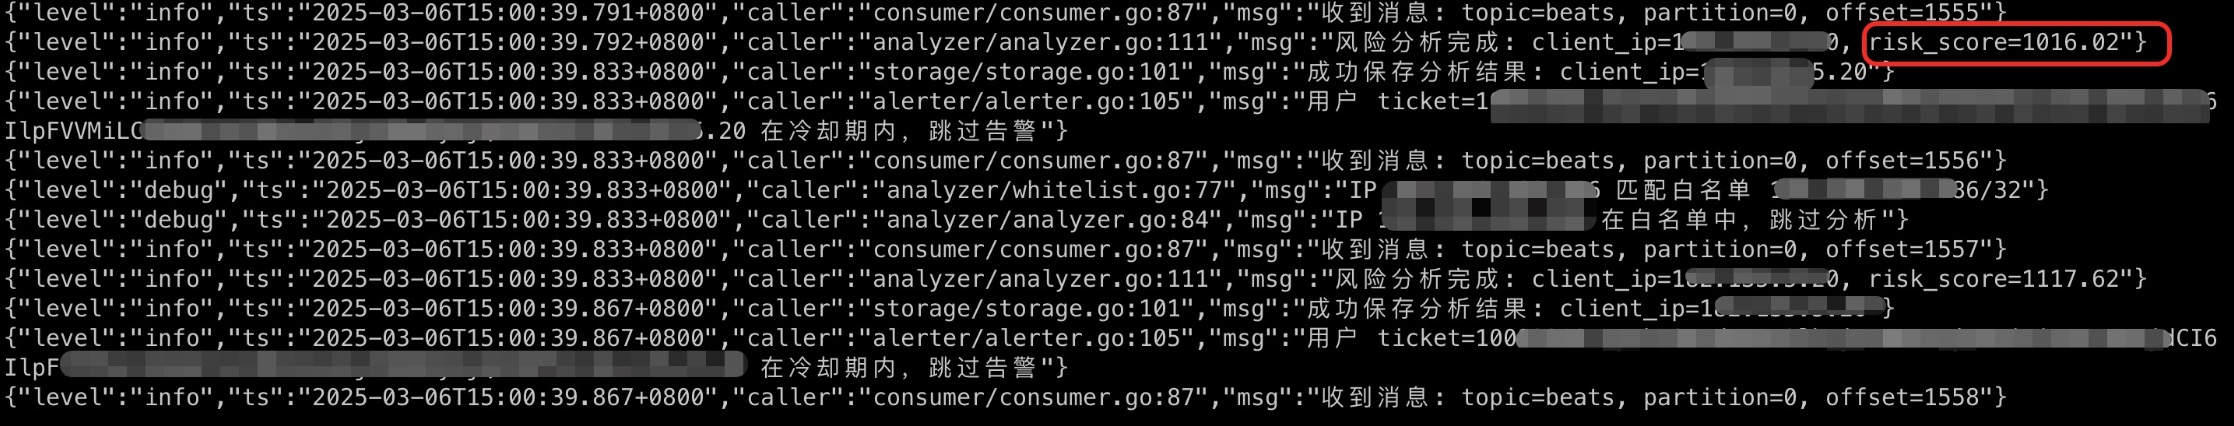 {"level":"info","ts":"2025-03-06T15:00:39.791+0800","caller":"consumer/consumer.go:87","msg":"收到消息: topic=beats, partition=0, offset=1555"}
{"level":"info","ts":"2025-03-06T15:00:39.792+0800","caller":"analyzer/analyzer.go:111","msg":"风险分析完成: client_ip=1 0, risk_score=1016.02"}
{"level":"info","ts":"2025-03-06T15:00:39.833+0800","caller":"storage/storage.go:101","msg":"成功保存分析结果: client_ip=1 5.20"}
{"level":"info","ts":"2025-03-06T15:00:39.833+0800","caller":"alerter/alerter.go:105","msg":"用户 ticket=1 6
IlpFVVMiLC .20 在冷却期内, 跳过告警"}
{"level":"info","ts":"2025-03-06T15:00:39.833+0800","caller":"consumer/consumer.go:87","msg":"收到消息: topic=beats, partition=0, offset=1556"}
{"level":"debug","ts":"2025-03-06T15:00:39.833+0800","caller":"analyzer/whitelist.go:77","msg":"IP 6 匹配白名单 1 36/32"}
{"level":"debug","ts":"2025-03-06T15:00:39.833+0800","caller":"analyzer/analyzer.go:84","msg":"IP 1 在白名单中, 跳过分析"}
{"level":"info","ts":"2025-03-06T15:00:39.833+0800","caller":"consumer/consumer.go:87","msg":"收到消息: topic=beats, partition=0, offset=1557"}
{"level":"info","ts":"2025-03-06T15:00:39.833+0800","caller":"analyzer/analyzer.go:111","msg":"风险分析完成: client_ip=1 0, risk_score=1117.62"}
{"level":"info","ts":"2025-03-06T15:00:39.867+0800","caller":"storage/storage.go:101","msg":"成功保存分析结果: client_ip=1 }
{"level":"info","ts":"2025-03-06T15:00:39.867+0800","caller":"alerter/alerter.go:105","msg":"用户 ticket=100 dCI6
IlpF 在冷却期内, 跳过告警"}
{"level":"info","ts":"2025-03-06T15:00:39.867+0800","caller":"consumer/consumer.go:87","msg":"收到消息: topic=beats, partition=0, offset=1558"}